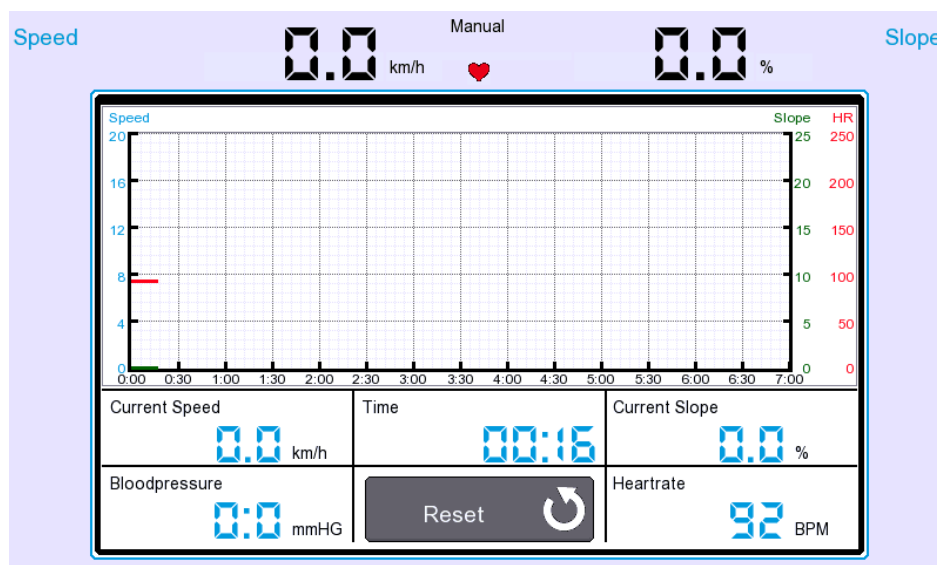 Speed 0.0 km/h Manual 0.0 % Slope
Speed Slope HR
20 25 250
16 20 200
12 15 150
8 10 100
4 5 50
0 0 0
0:00 0:30 1:00 1:30 2:00 2:30 3:00 3:30 4:00 4:30 5:00 5:30 6:00 6:30 7:00
Current Speed Time Current Slope
0.0 km/h 00:16 0.0 %
Bloodpressure Heartrate
0:0 mmHG Reset 92 BPM